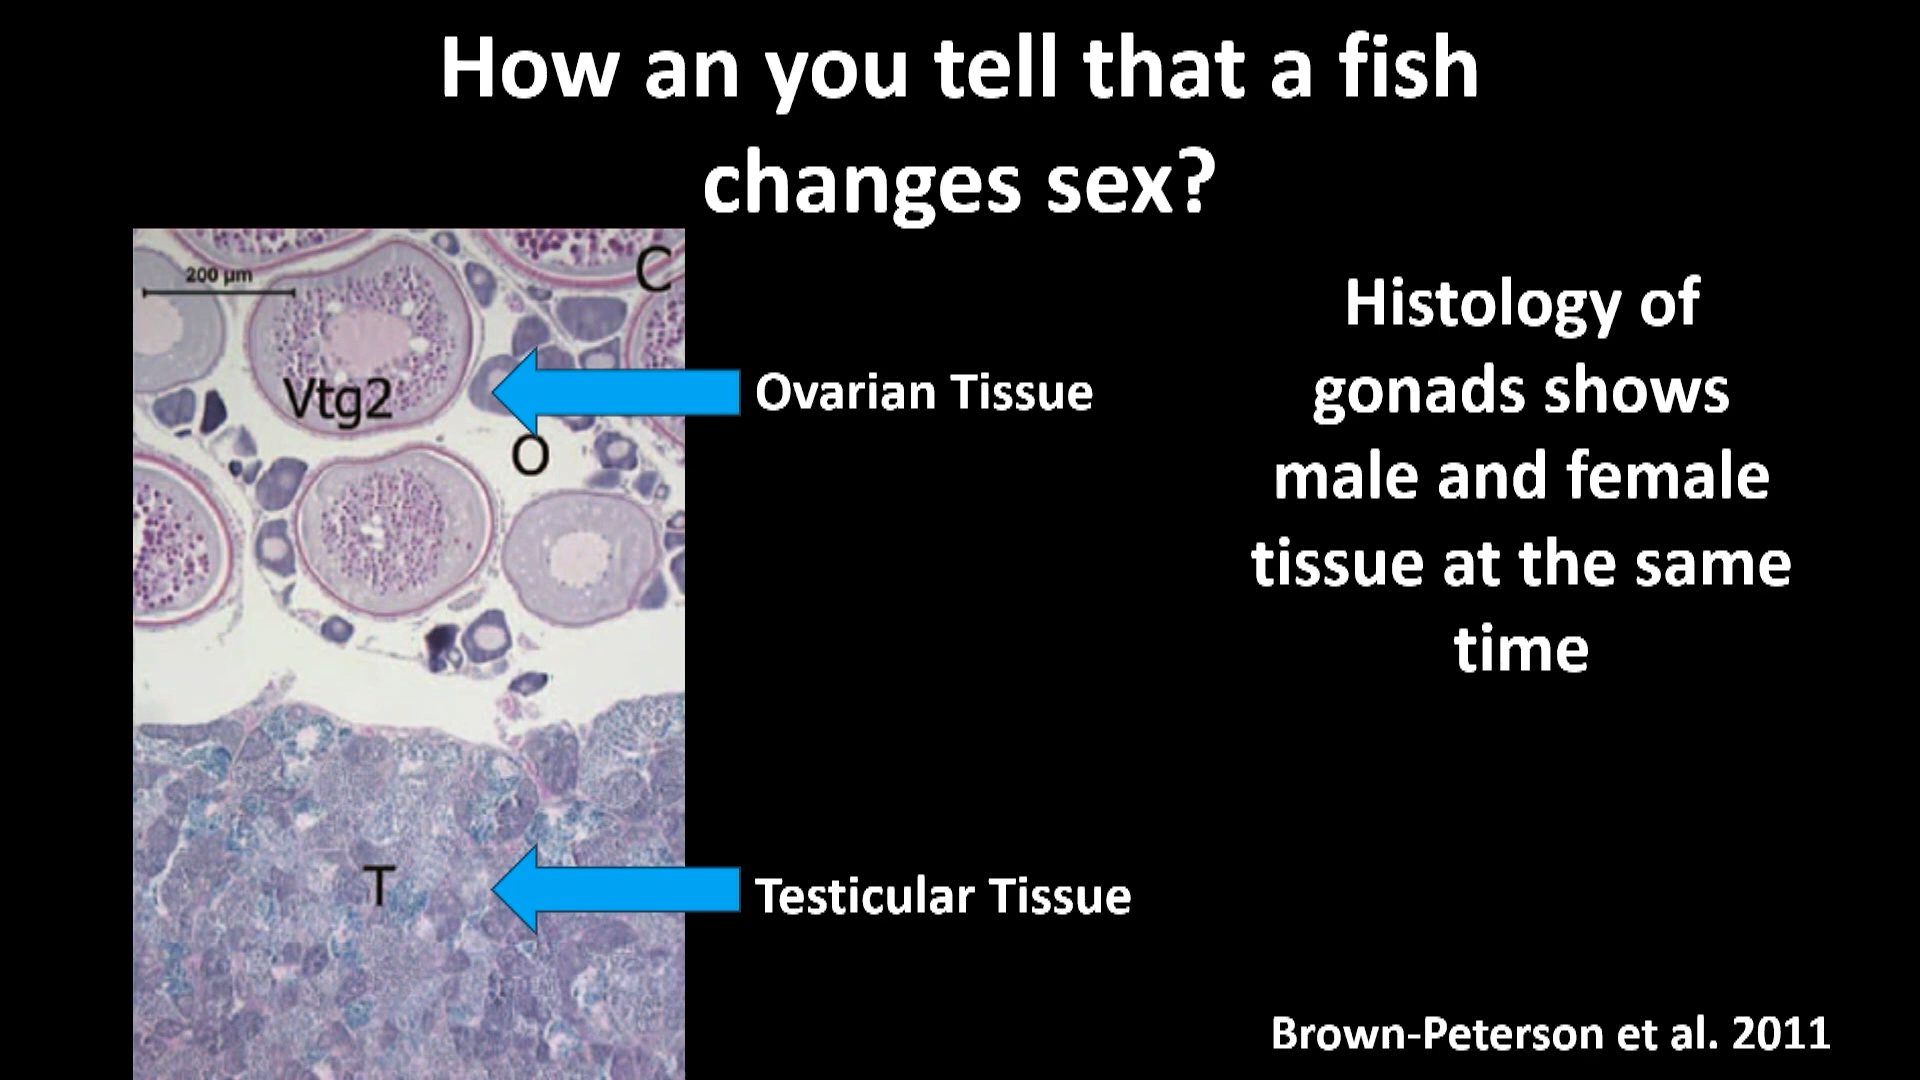 How an you tell that a fish
changes sex?
200 µm
C
Vtg2
O
Ovarian Tissue
T
Testicular Tissue
Histology of
gonads shows
male and female
tissue at the same
time
Brown-Peterson et al. 2011